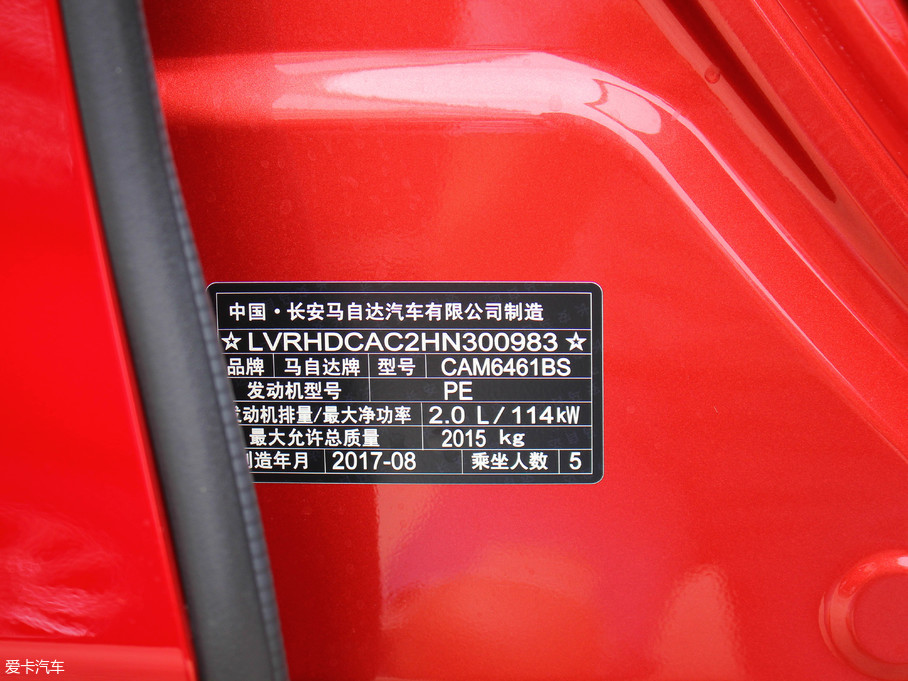 中国·长安马自达汽车有限公司制造
☆LVRHDCAC2HN300983☆
品牌 马自达牌 型号 CAM6461BS
发动机型号 PE
发动机排量/最大净功率 2.0 L/114kW
最大允许总质量 2015 kg
制造年月 2017-08 乘坐人数 5
爱卡汽车